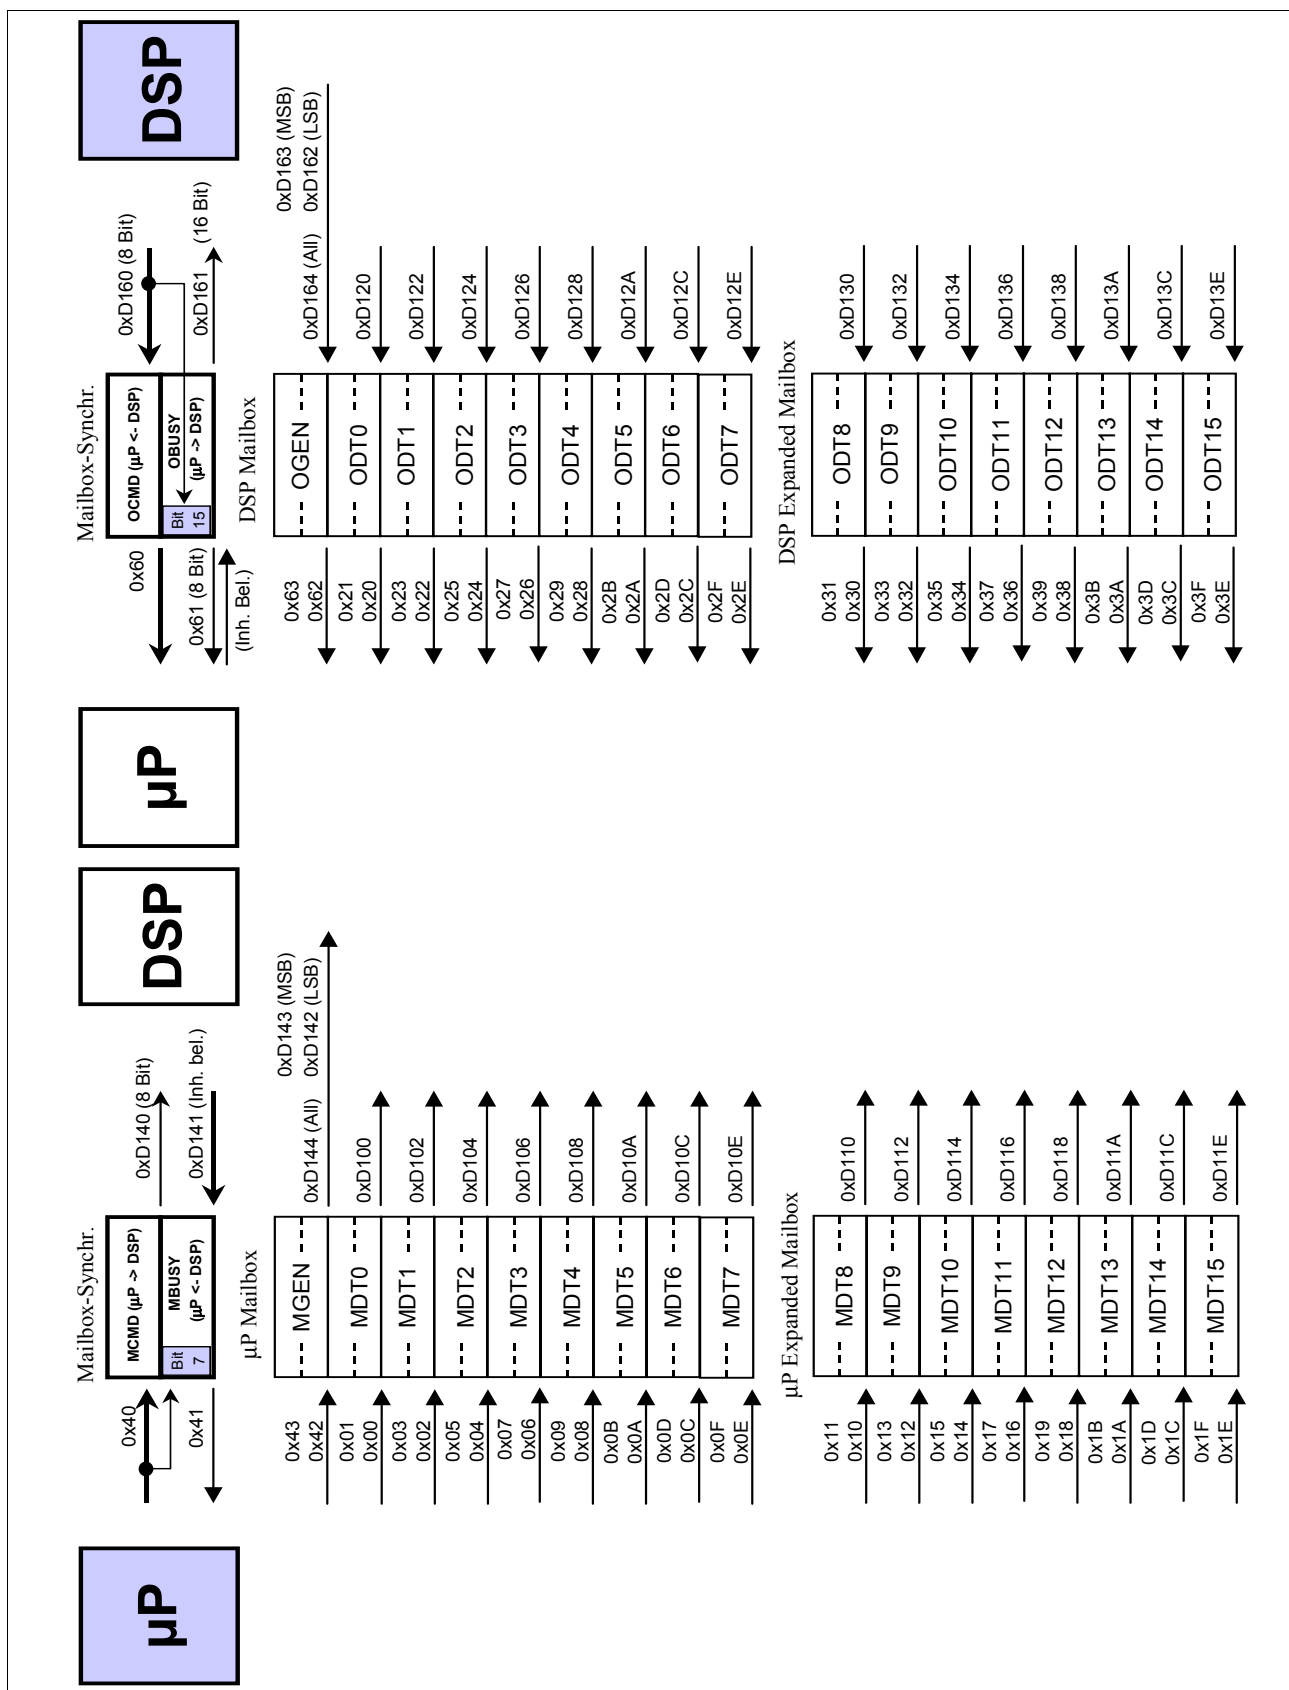 µP
DSP
Mailbox-Synchr.
0x40
MCMD (µP -> DSP)
0xD140 (8 Bit)
0x41
Bit
7
MBUSY
(µP <- DSP)
0xD141 (Inh. bel.)
µP Mailbox
0x43
0x42
MGEN
0xD144 (All)
0xD143 (MSB)
0xD142 (LSB)
0x01
0x00
MDT0
0xD100
0x03
0x02
MDT1
0xD102
0x05
0x04
MDT2
0xD104
0x07
0x06
MDT3
0xD106
0x09
0x08
MDT4
0xD108
0x0B
0x0A
MDT5
0xD10A
0x0D
0x0C
MDT6
0xD10C
0x0F
0x0E
MDT7
0xD10E
µP Expanded Mailbox
0x11
0x10
MDT8
0xD110
0x13
0x12
MDT9
0xD112
0x15
0x14
MDT10
0xD114
0x17
0x16
MDT11
0xD116
0x19
0x18
MDT12
0xD118
0x1B
0x1A
MDT13
0xD11A
0x1D
0x1C
MDT14
0xD11C
0x1F
0x1E
MDT15
0xD11E
µP
DSP
Mailbox-Synchr.
0x60
OCMD (µP <- DSP)
0xD160 (8 Bit)
0x61 (8 Bit)
(Inh. Bel.)
Bit
15
OBUSY
(µP -> DSP)
0xD161 (16 Bit)
DSP Mailbox
0x63
0x62
OGEN
0xD164 (All)
0xD163 (MSB)
0xD162 (LSB)
0x21
0x20
ODT0
0xD120
0x23
0x22
ODT1
0xD122
0x25
0x24
ODT2
0xD124
0x27
0x26
ODT3
0xD126
0x29
0x28
ODT4
0xD128
0x2B
0x2A
ODT5
0xD12A
0x2D
0x2C
ODT6
0xD12C
0x2F
0x2E
ODT7
0xD12E
DSP Expanded Mailbox
0x31
0x30
ODT8
0xD130
0x33
0x32
ODT9
0xD132
0x35
0x34
ODT10
0xD134
0x37
0x36
ODT11
0xD136
0x39
0x38
ODT12
0xD138
0x3B
0x3A
ODT13
0xD13A
0x3D
0x3C
ODT14
0xD13C
0x3F
0x3E
ODT15
0xD13E